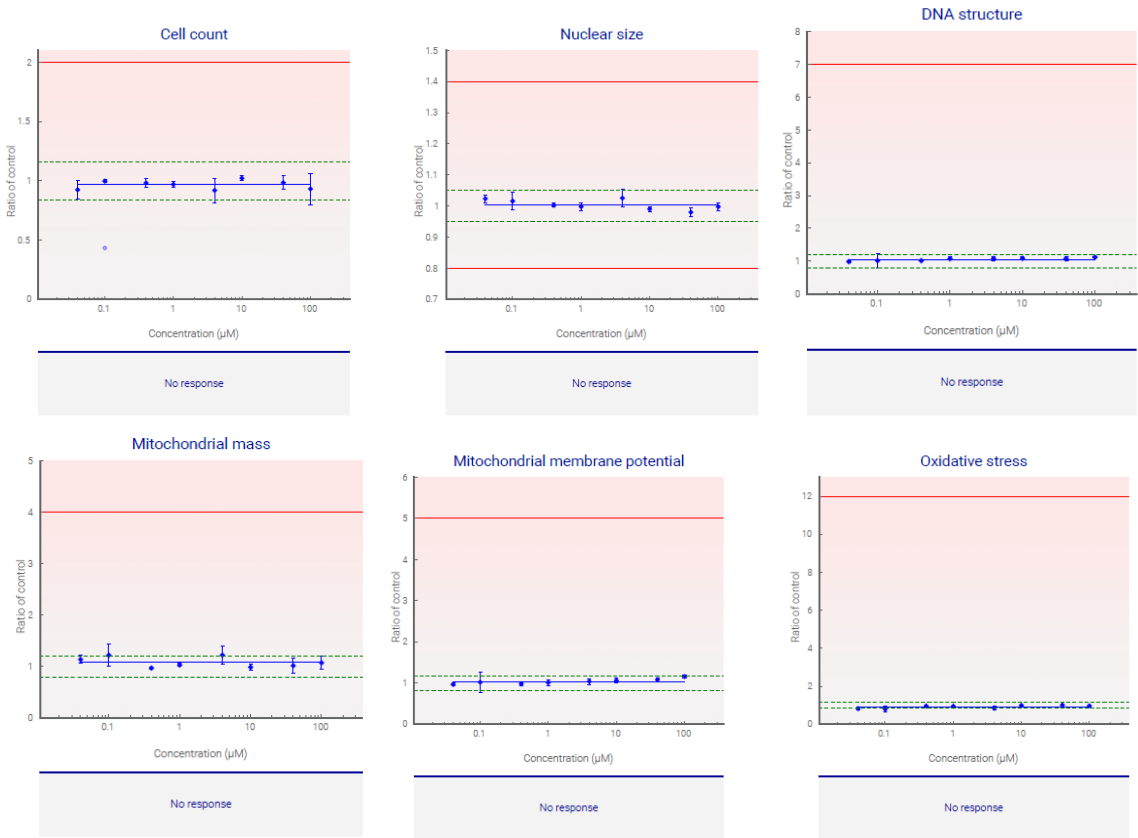 Cell count
Ratio of control
2
1.5
1
0.5
0
0.1
1
10
100
Concentration (µM)
No response
Nuclear size
Ratio of control
1.5
1.4
1.3
1.2
1.1
1.0
0.9
0.8
0.7
0.1
1
10
100
Concentration (µM)
No response
DNA structure
Ratio of control
8
7
6
5
4
3
2
1
0
0.1
1
10
100
Concentration (µM)
No response
Mitochondrial mass
Ratio of control
5
4
3
2
1
0
0.1
1
10
100
Concentration (µM)
No response
Mitochondrial membrane potential
Ratio of control
6
5
4
3
2
1
0
0.1
1
10
100
Concentration (µM)
No response
Oxidative stress
Ratio of control
12
10
8
6
4
2
0
0.1
1
10
100
Concentration (µM)
No response